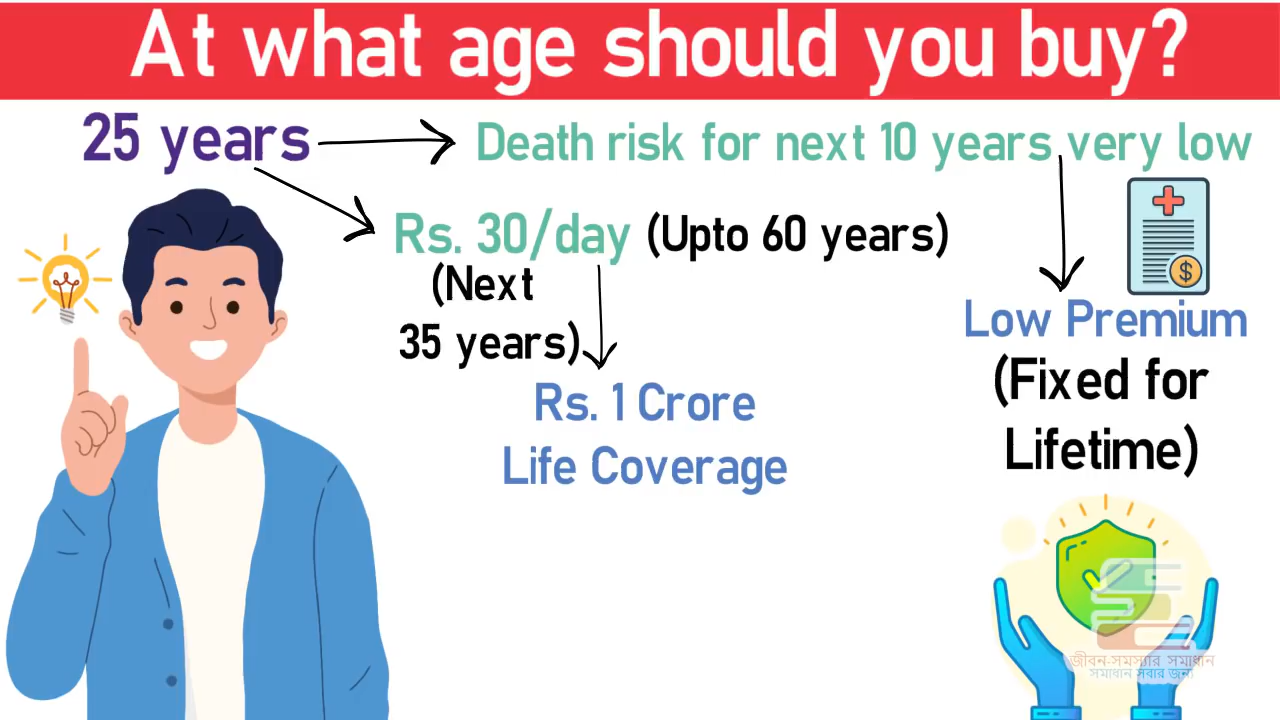 At what age should you buy?
25 years
Death risk for next 10 years very low
Rs. 30/day (Upto 60 years)
(Next
35 years)
Rs. 1 Crore
Life Coverage
Low Premium
(Fixed for
Lifetime)
$
জীবন-সমস্যার সমাধান
সমাধান সবার জন্য